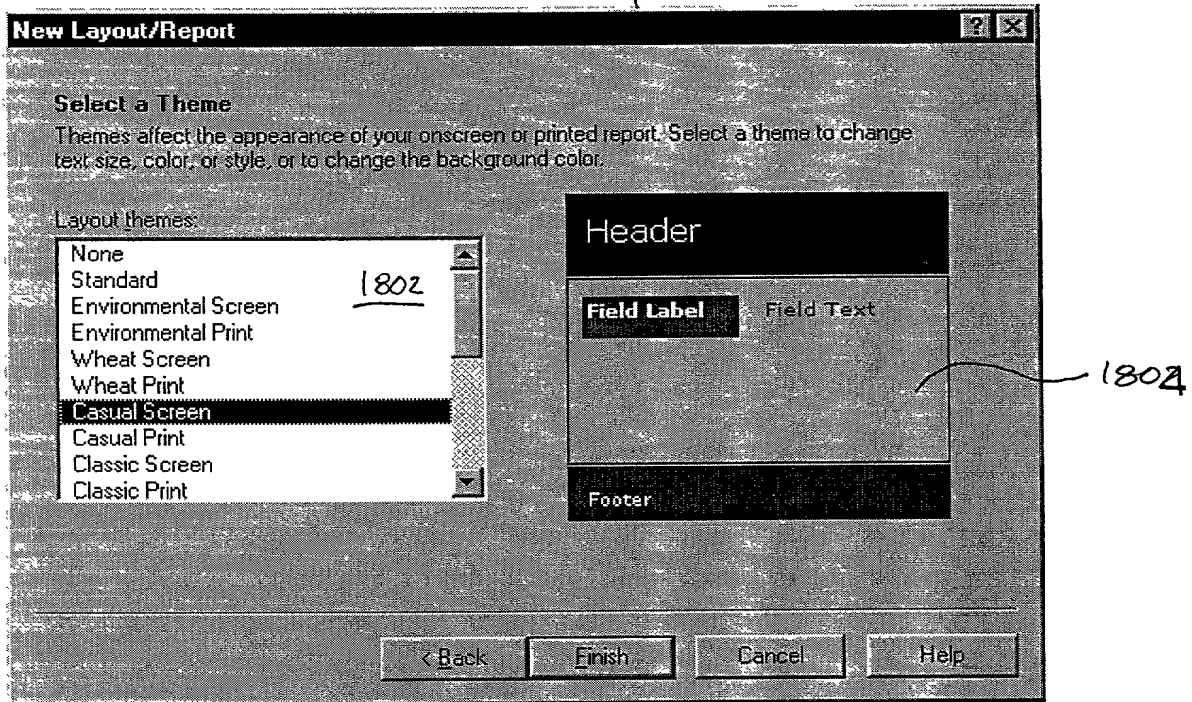 New Layout/Report
Select a Theme
Themes affect the appearance of your onscreen or printed report. Select a theme to change
text size, color, or style, or to change the background color.
Layout themes:
None
Standard
Environmental Screen
Environmental Print
Wheat Screen
Wheat Print
Casual Screen
Casual Print
Classic Screen
Classic Print
1802
Header
Field Label Field Text
Footer
1804
< Back Finish Cancel Help